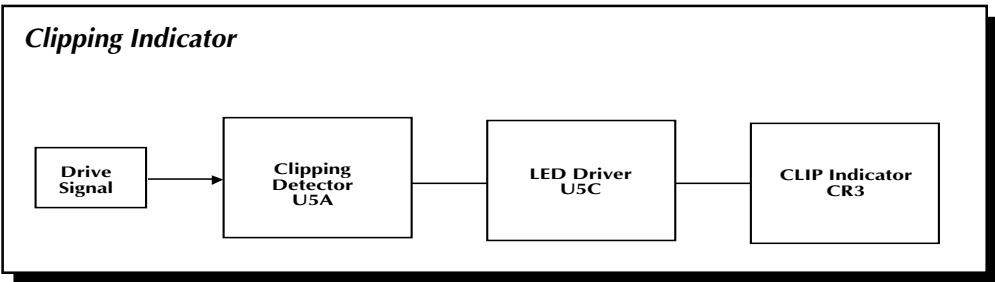 Clipping Indicator
Drive
Signal
Clipping
Detector
U5A
LED Driver
U5C
CLIP Indicator
CR3